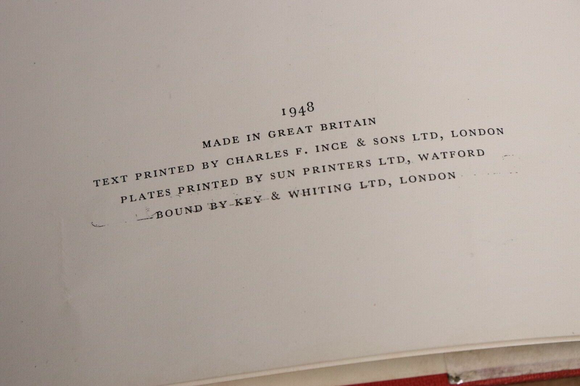 1948
MADE IN GREAT BRITAIN
TEXT PRINTED BY CHARLES F. INCE & SONS LTD, LONDON
PLATES PRINTED BY SUN PRINTERS LTD, WATFORD
BOUND BY KEY & WHITING LTD, LONDON